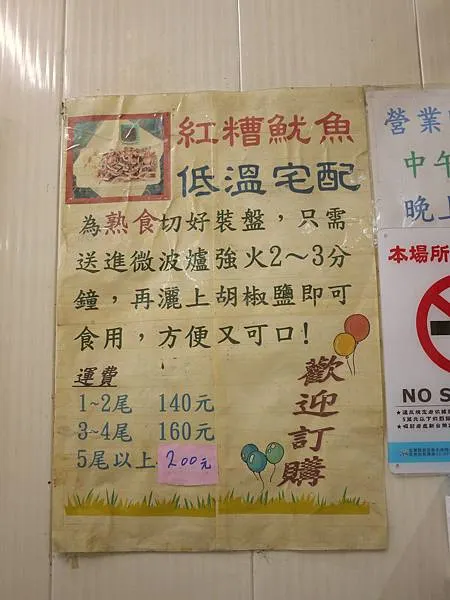 紅糟魷魚
低溫宅配
為熟食切好裝盤，只需
送進微波爐強火2～3分
鐘，再灑上胡椒鹽即可
食用，方便又可口!
運費
1~2尾 140元
3~4尾 160元
5尾以上 200元
歡迎訂購
營業
中午
晚上
本場所
NO S